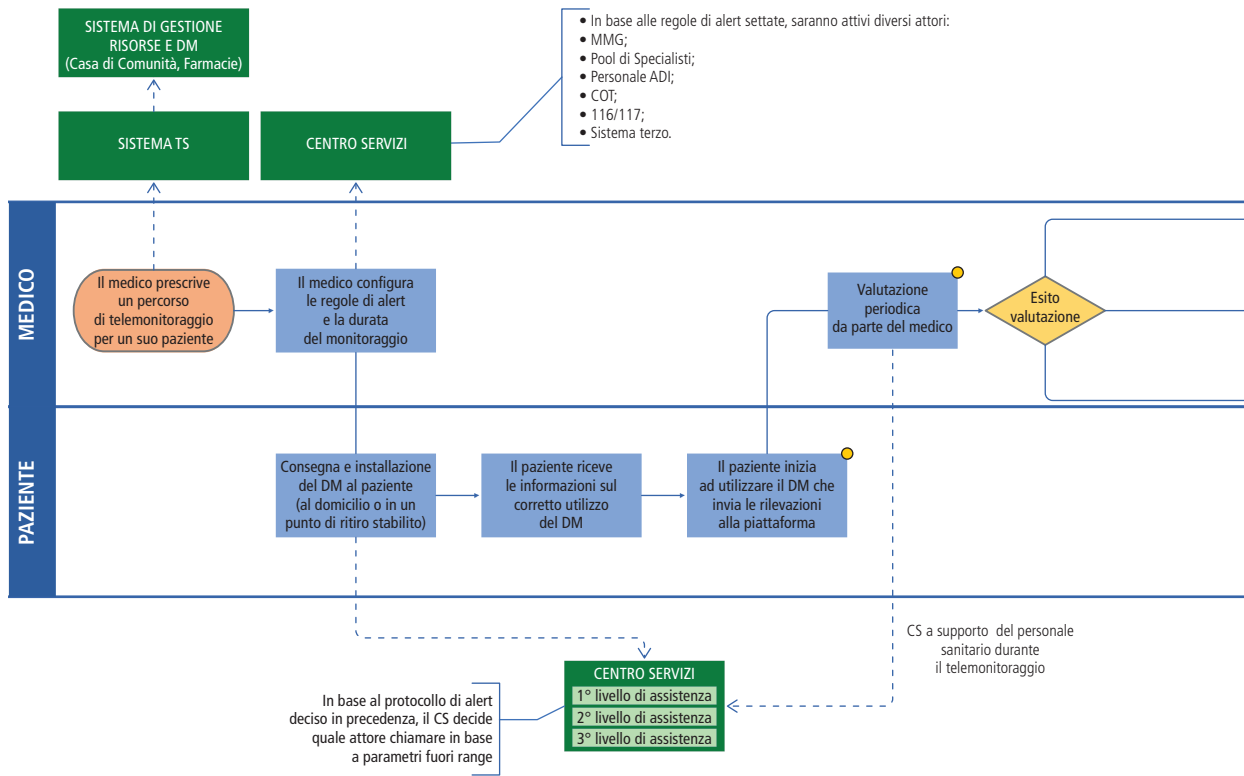 SISTEMA DI GESTIONE
RISORSE E DM
(Casa di Comunità, Farmacie)
SISTEMA TS
CENTRO SERVIZI
• In base alle regole di alert settate, saranno attivi diversi attori:
• MMG;
• Pool di Specialisti;
• Personale ADI;
• COT;
• 116/117;
• Sistema terzo.
MEDICO
Il medico prescrive
un percorso
di telemonitoraggio
per un suo paziente
Il medico configura
le regole di alert
e la durata
del monitoraggio
Valutazione
periodica
da parte del medico
Esito
valutazione
PAZIENTE
Consegna e installazione
del DM al paziente
(al domicilio o in un
punto di ritiro stabilito)
Il paziente riceve
le informazioni sul
corretto utilizzo
del DM
Il paziente inizia
ad utilizzare il DM che
invia le rilevazioni
alla piattaforma
CS a supporto del personale
sanitario durante
il telemonitoraggio
CENTRO SERVIZI
1° livello di assistenza
2° livello di assistenza
3° livello di assistenza
In base al protocollo di alert
deciso in precedenza, il CS decide
quale attore chiamare in base
a parametri fuori range